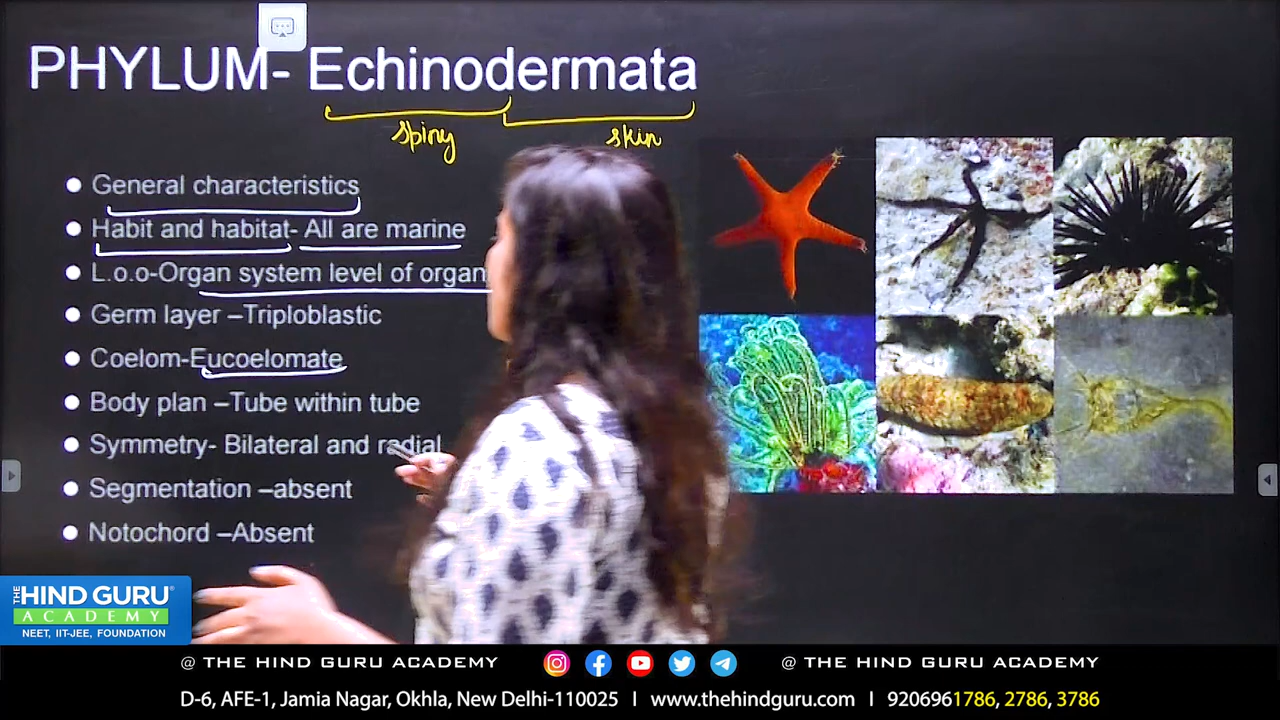 PHYLUM- Echinodermata
spiny skin
General characteristics
Habit and habitat- All are marine
L.o.o-Organ system level of organ
Germ layer –Triploblastic
Coelom-Eucoelomate
Body plan –Tube within tube
Symmetry- Bilateral and radial
Segmentation –absent
Notochord –Absent
THE HIND GURU®
ACADEMY
NEET, IIT-JEE, FOUNDATION
@ THE HIND GURU ACADEMY @ THE HIND GURU ACADEMY
D-6, AFE-1, Jamia Nagar, Okhla, New Delhi-110025 I www.thehindguru.com I 9206961786, 2786, 3786